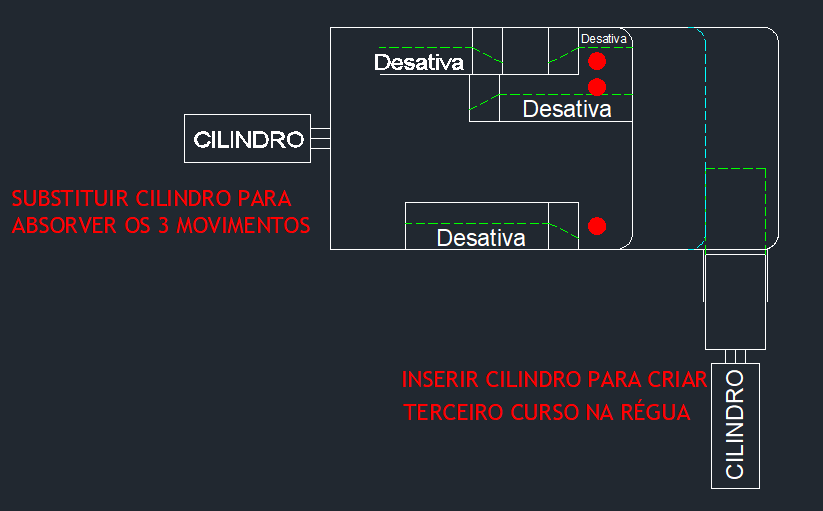 Desativa
Desativa
Desativa
CILINDRO
SUBSTITUIR CILINDRO PARA
ABSORVER OS 3 MOVIMENTOS
Desativa
INSERIR CILINDRO PARA CRIAR
TERCEIRO CURSO NA RÉGUA
CILINDRO